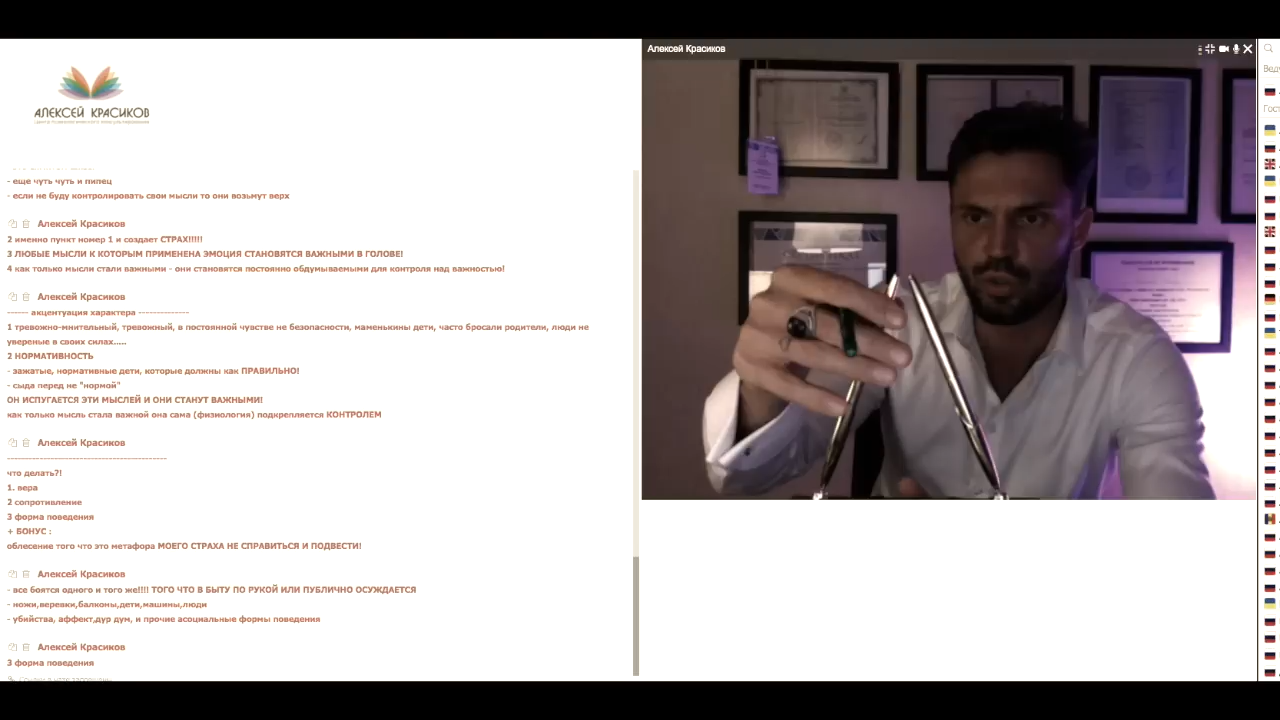 АЛЕКСЕЙ КРАСИКОВ
- еще чуть чуть и пипец
- если не буду контролировать свои мысли то они возьмут верх
Алексей Красиков
2 именно пункт номер 1 и создает СТРАХ!!!!!
3 ЛЮБЫЕ МЫСЛИ К КОТОРЫМ ПРИМЕНЕНА ЭМОЦИЯ СТАНОВЯТСЯ ВАЖНЫМИ В ГОЛОВЕ!
4 как только мысли стали важными - они становятся постоянно обдумываемыми для контроля над важностью!
Алексей Красиков
------ акцентуация характера --------------
1 тревожно-мнительный, тревожный, в постоянной чувстве не безопасности, маменькины дети, часто бросали родители, люди не
уверенные в своих силах.....
2 НОРМАТИВНОСТЬ
- зажатые, нормативные дети, которые должны как ПРАВИЛЬНО!
- сыда перед не "нормой"
ОН ИСПУГАЕТСЯ ЭТИ МЫСЛЕЙ И ОНИ СТАНУТ ВАЖНЫМИ!
как только мысль стала важной она сама (физиология) подкрепляется КОНТРОЛЕМ
Алексей Красиков
-------------------------------------------
что делать?!
1. вера
2 сопротивление
3 форма поведения
+ БОНУС :
облесение того что это метафора МОЕГО СТРАХА НЕ СПРАВИТЬСЯ И ПОДВЕСТИ!
Алексей Красиков
- все боятся одного и того же!!!! ТОГО ЧТО В БЫТУ ПО РУКОЙ ИЛИ ПУБЛИЧНО ОСУЖДАЕТСЯ
- ножи,веревки,балконы,дети,машины,люди
- убийства, аффект,дур дум, и прочие асоциальные формы поведения
Алексей Красиков
3 форма поведения
Алексей Красиков
Вед
Гост